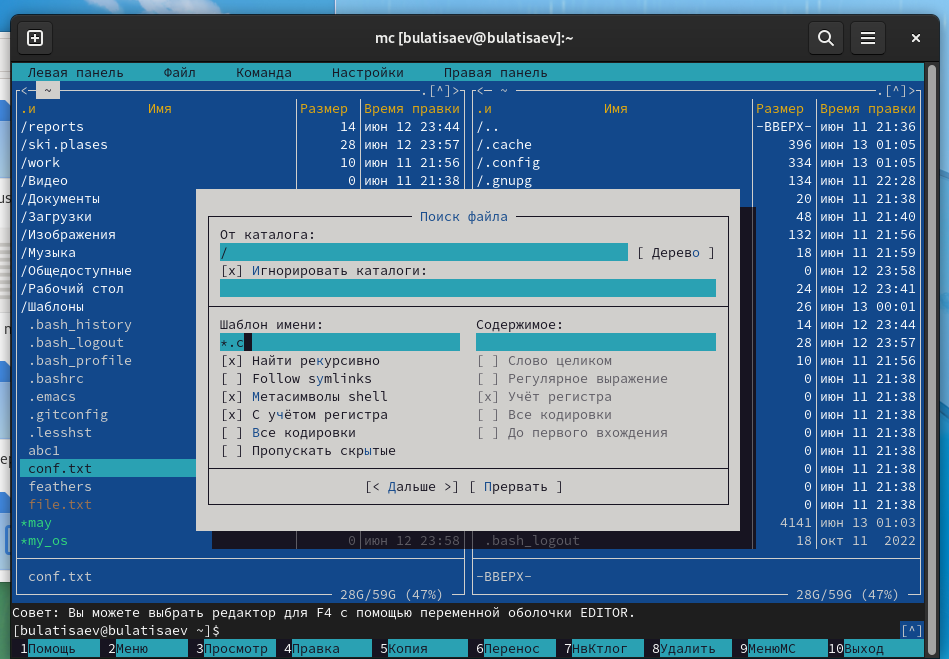 mc [bulatisaev@bulatisaev]:~
Левая панель Файл Команда Настройки Правая панель
<─ ~ .[^]> <─ ~ .[^]>
.и Имя Размер Время правки .и Имя Размер Время правки
/reports 14 июн 12 23:44 /.. -ВВЕРХ- июн 11 21:36
/ski.plases 28 июн 12 23:57 /.cache 396 июн 13 01:05
/work 10 июн 11 21:56 /.config 334 июн 13 01:05
/Видео 0 июн 11 21:38 /.gnupg 134 июн 11 22:28
/Документы 20 июн 11 21:38
/Загрузки Поиск файла 48 июн 11 21:40
/Изображения От каталога: 132 июн 11 21:56
/Музыка / [ Дерево ] 18 июн 11 21:59
/Общедоступные [x] Игнорировать каталоги: 0 июн 12 23:58
/Рабочий стол 24 июн 12 23:41
/Шаблоны 26 июн 13 00:01
.bash_history Шаблон имени: Содержимое: 14 июн 12 23:44
.bash_logout *.c 28 июн 12 23:57
.bash_profile [x] Найти рекурсивно [ ] Слово целиком 10 июн 11 21:56
.bashrc [ ] Follow symlinks [ ] Регулярное выражение 0 июн 11 21:38
.emacs [x] Метасимволы shell [x] Учёт регистра 0 июн 11 21:38
.gitconfig [x] С учётом регистра [ ] Все кодировки 0 июн 11 21:38
.lesshst [ ] Все кодировки [ ] До первого вхождения 0 июн 11 21:38
abc1 [ ] Пропускать скрытые 0 июн 11 21:38
conf.txt 0 июн 11 21:38
feathers [< Дальше >] [ Прервать ] 0 июн 11 21:38
file.txt 0 июн 11 21:38
*may 4141 июн 13 01:03
*my_os 0 июн 12 23:58 .bash_logout 18 окт 11 2022
conf.txt -ВВЕРХ-
28G/59G (47%) 28G/59G (47%)
Совет: Вы можете выбрать редактор для F4 с помощью переменной оболочки EDITOR.
[bulatisaev@bulatisaev ~]$ [^]
1Помощь 2Меню 3Просмотр 4Правка 5Копия 6Перенос 7НвКтлог 8Удалить 9МенюМС 10Выход